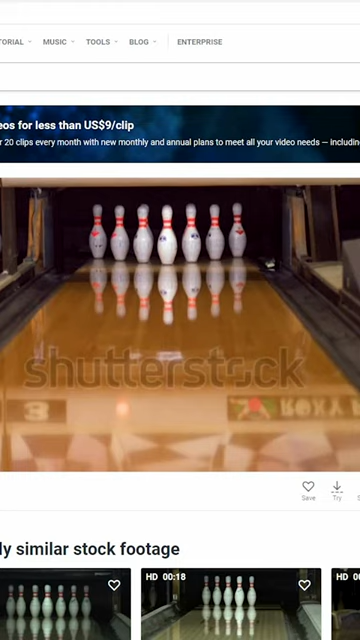 TORIAL MUSIC TOOLS BLOG ENTERPRISE
eos for less than US$9/clip
r 20 clips every month with new monthly and annual plans to meet all your video needs — including
shutterstock
3
Save Try
ly similar stock footage
HD 00:18 HD